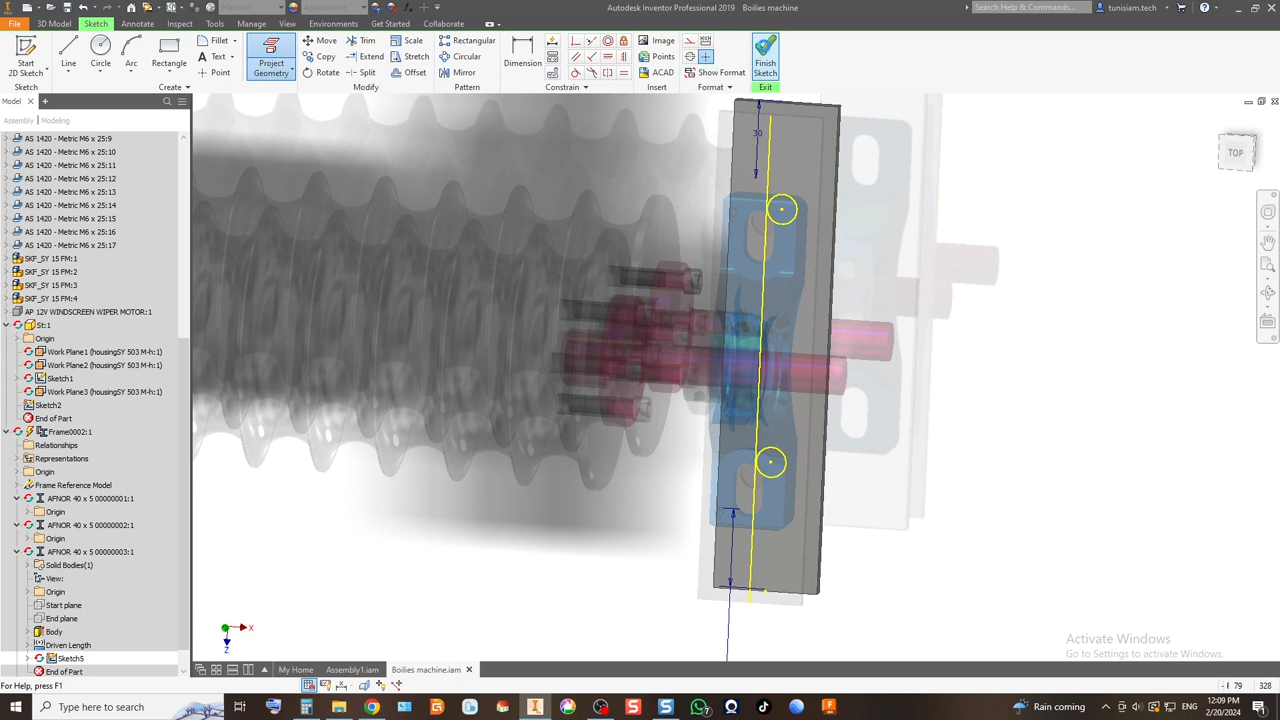 Material
Appearance
Autodesk Inventor Professional 2019 Boilies machine
Search Help & Commands...
tunisiam.tech
File 3D Model Sketch Annotate Inspect Tools Manage View Environments Get Started Collaborate
Start
2D Sketch
Line
Circle
Arc
Rectangle
Fillet
Text
Point
Project
Geometry
Move
Copy
Rotate
Trim
Extend
Split
Scale
Stretch
Offset
Rectangular
Circular
Mirror
Dimension
Image
Points
ACAD
Show Format
Finish
Sketch
Sketch Create Modify Pattern Constrain Insert Format Exit
Model
Assembly Modeling
AS 1420 - Metric M6 x 25:9
AS 1420 - Metric M6 x 25:10
AS 1420 - Metric M6 x 25:11
AS 1420 - Metric M6 x 25:12
AS 1420 - Metric M6 x 25:13
AS 1420 - Metric M6 x 25:14
AS 1420 - Metric M6 x 25:15
AS 1420 - Metric M6 x 25:16
AS 1420 - Metric M6 x 25:17
SKF_SY 15 FM:1
SKF_SY 15 FM:2
SKF_SY 15 FM:3
SKF_SY 15 FM:4
AP 12V WINDSCREEN WIPER MOTOR:1
St:1
Origin
Work Plane1 (housingSY 503 M-h:1)
Work Plane2 (housingSY 503 M-h:1)
Sketch1
Work Plane3 (housingSY 503 M-h:1)
Sketch2
End of Part
Frame0002:1
Relationships
Representations
Origin
Frame Reference Model
AFNOR 40 x 5 00000001:1
Origin
AFNOR 40 x 5 00000002:1
Origin
AFNOR 40 x 5 00000003:1
Solid Bodies(1)
View:
Origin
Start plane
End plane
Body
Driven Length
Sketch5
End of Part
30
TOP
X
Z
Activate Windows
Go to Settings to activate Windows.
My Home Assembly1.iam Boilies machine.iam
For Help, press F1
79 328
Type here to search
Rain coming
12:09 PM
2/20/2024